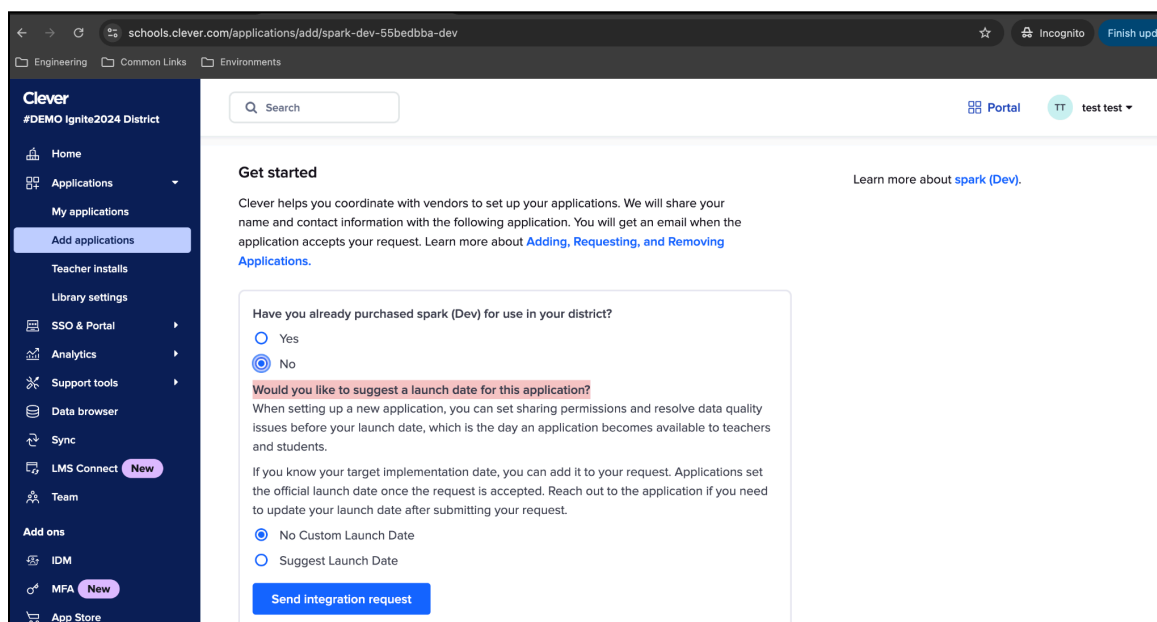 schools.clever.com/applications/add/spark-dev-55bedbba-dev
Incognito
Finish upd
Engineering
Common Links
Environments
Clever
#DEMO Ignite2024 District
Search
Portal
TT
test test
Home
Applications
My applications
Add applications
Teacher installs
Library settings
SSO & Portal
Analytics
Support tools
Data browser
Sync
LMS Connect New
Team
Add ons
IDM
MFA New
App Store
Get started
Clever helps you coordinate with vendors to set up your applications. We will share your
name and contact information with the following application. You will get an email when the
application accepts your request. Learn more about Adding, Requesting, and Removing
Applications.
Learn more about spark (Dev).
Have you already purchased spark (Dev) for use in your district?
Yes
No
Would you like to suggest a launch date for this application?
When setting up a new application, you can set sharing permissions and resolve data quality
issues before your launch date, which is the day an application becomes available to teachers
and students.
If you know your target implementation date, you can add it to your request. Applications set
the official launch date once the request is accepted. Reach out to the application if you need
to update your launch date after submitting your request.
No Custom Launch Date
Suggest Launch Date
Send integration request